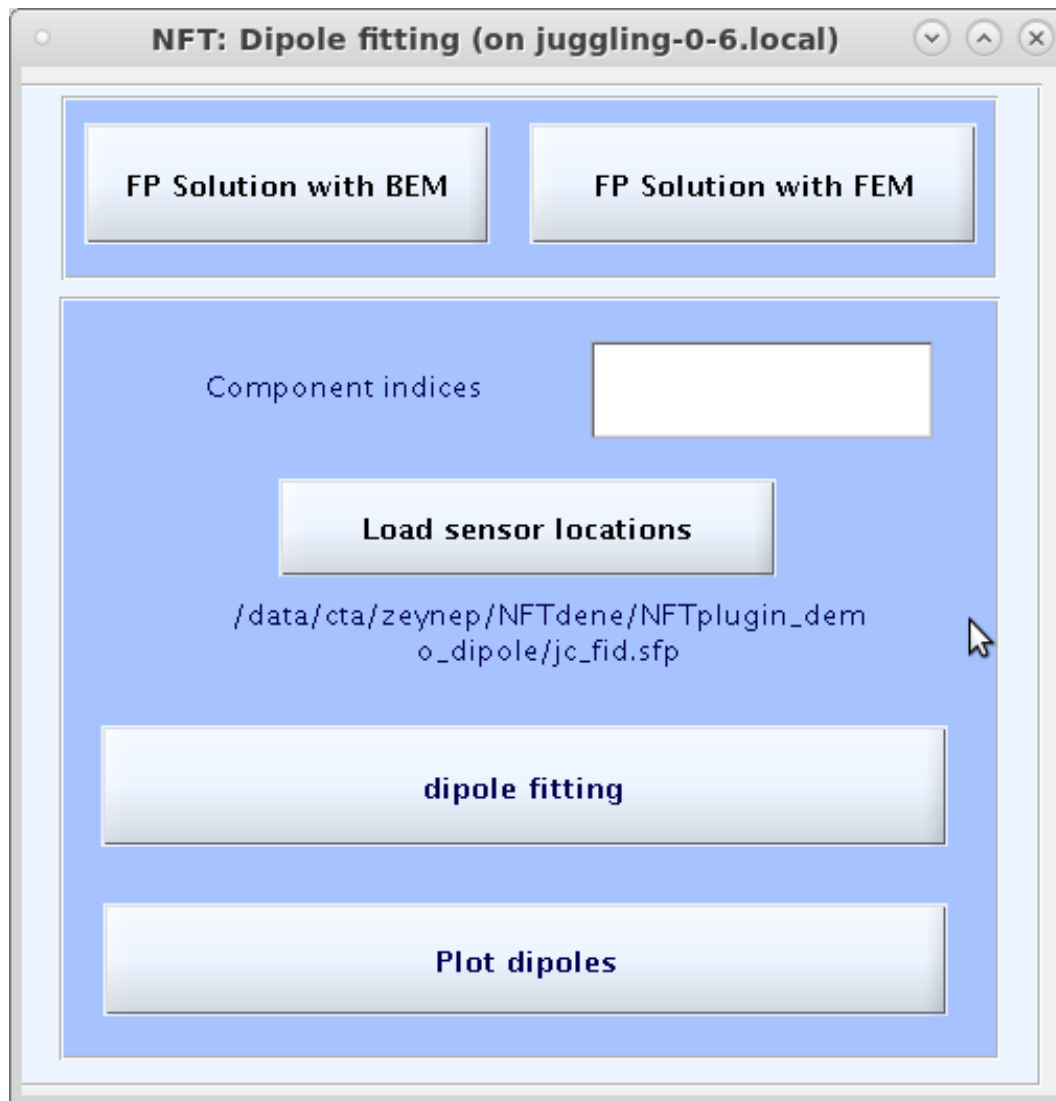 NFT: Dipole fitting (on juggling-0-6.local)
FP Solution with BEM
FP Solution with FEM
Component indices
Load sensor locations
/data/cta/zeynep/NFTdene/NFTplugin_dem
o_dipole/jc_fid.sfp
dipole fitting
Plot dipoles